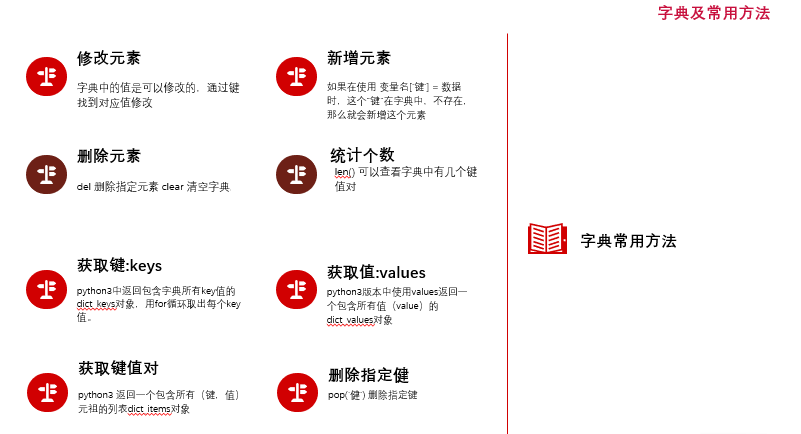 字典及常用方法
修改元素
字典中的值是可以修改的，通过键
找到对应值修改
新增元素
如果在使用 变量名['键'] = 数据
时，这个“键”在字典中，不存在，
那么就会新增这个元素
删除元素
del 删除指定元素 clear 清空字典
统计个数
len() 可以查看字典中有几个键
值对
获取键:keys
python3中返回包含字典所有key值的
dict_keys对象，用for循环取出每个key
值。
获取值:values
python3版本中使用values返回一
个包含所有值（value）的
dict_values对象
获取键值对
python3 返回一个包含所有（键，值）
元祖的列表dict_items对象
删除指定健
pop('健') 删除指定键
字典常用方法